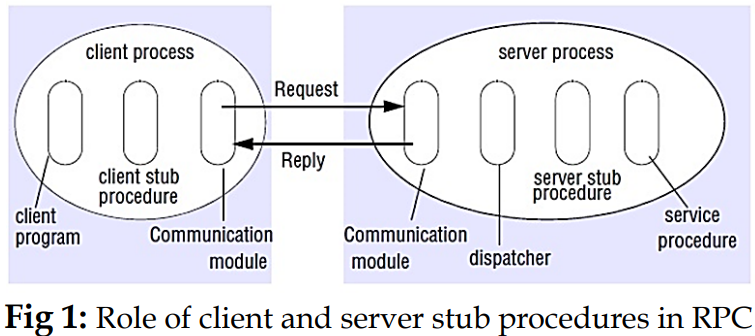 client process
server process
Request
Reply
client stub
procedure
server stub
procedure
client
program
Communication
module
Communication
module
dispatcher
service
procedure
Fig 1: Role of client and server stub procedures in RPC